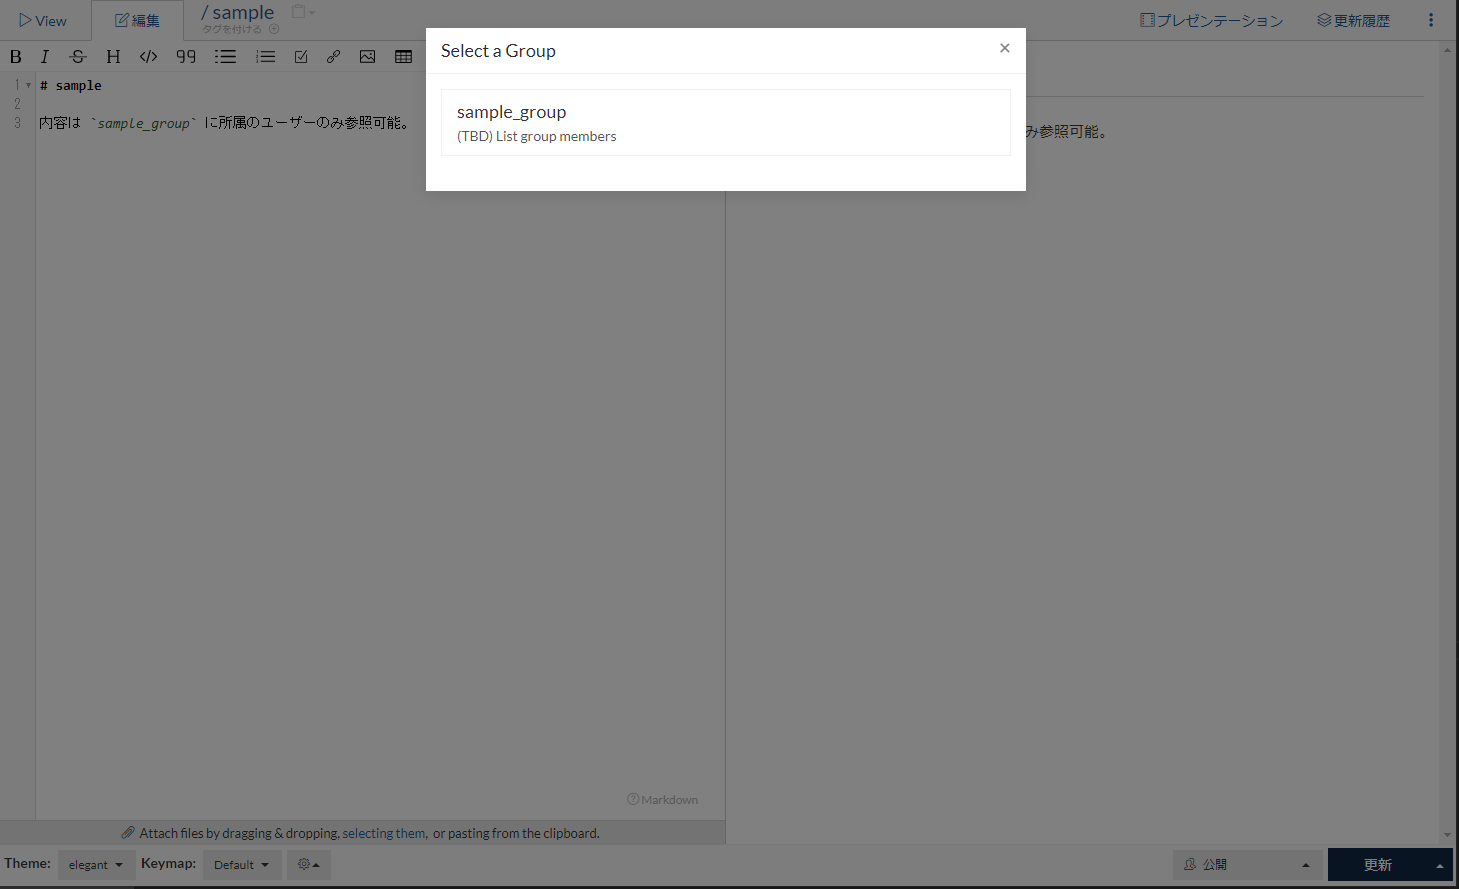 View
編集
/ sample
タグを付ける
プレゼンテーション
更新履歴
Select a Group
×
sample_group
(TBD) List group members
B I S H </> 99
1 # sample
2
3 内容は `sample_group` に所属のユーザーのみ参照可能。
み参照可能。
Markdown
Attach files by dragging & dropping, selecting them, or pasting from the clipboard.
Theme: elegant Keymap: Default
公開
更新